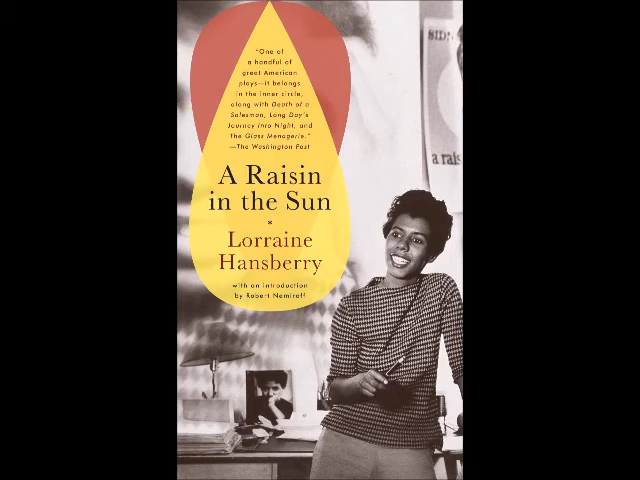 "One of
a handful of
great American
plays—it belongs
in the inner circle,
along with Death of a
Salesman, Long Day's
Journey Into Night, and
The Glass Menagerie."
—The Washington Post
A Raisin
in the Sun
*
Lorraine
Hansberry
with an introduction
by Robert Nemiroff
a rais